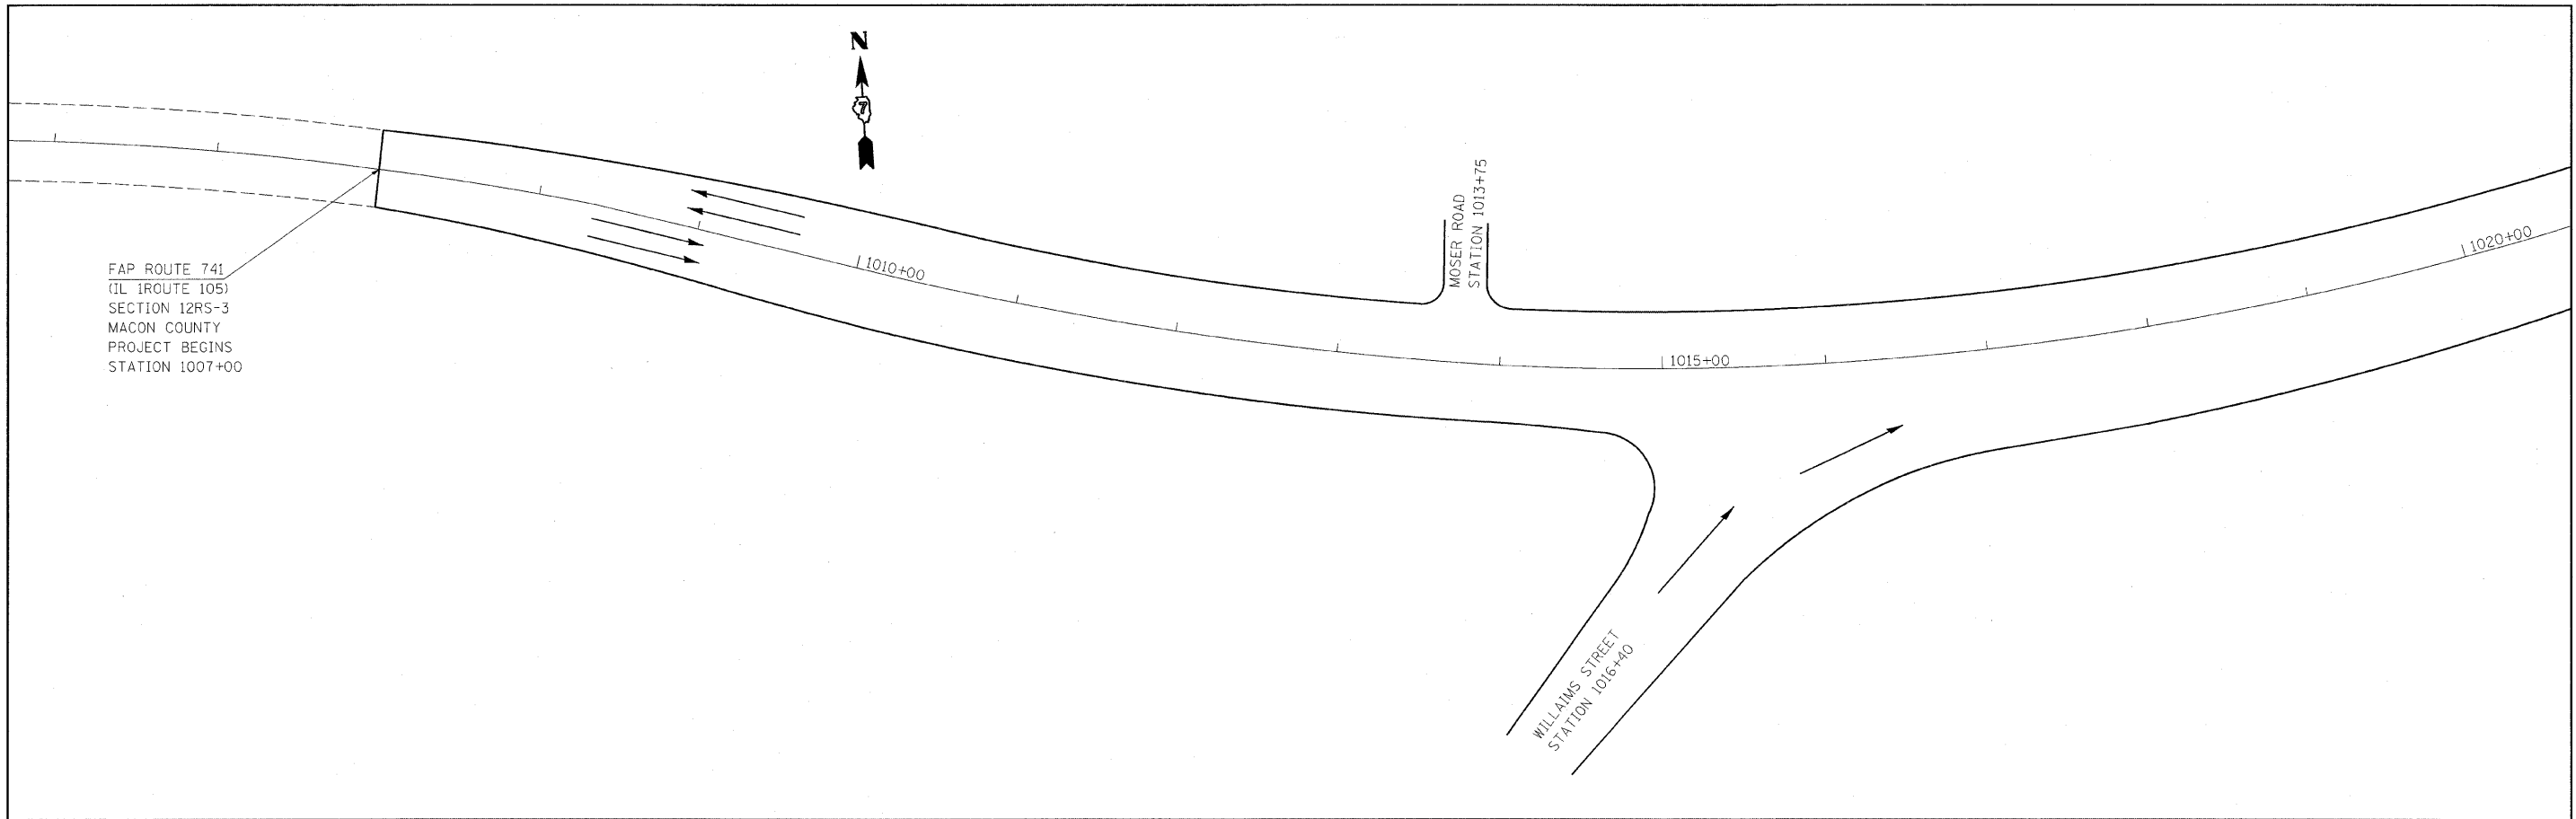 N
7
FAP ROUTE 741
(IL 1ROUTE 105)
SECTION 12RS-3
MACON COUNTY
PROJECT BEGINS
STATION 1007+00
1010+00
MOSER ROAD
STATION 1013+75
1015+00
1020+00
WILLAIMS STREET
STATION 1016+40